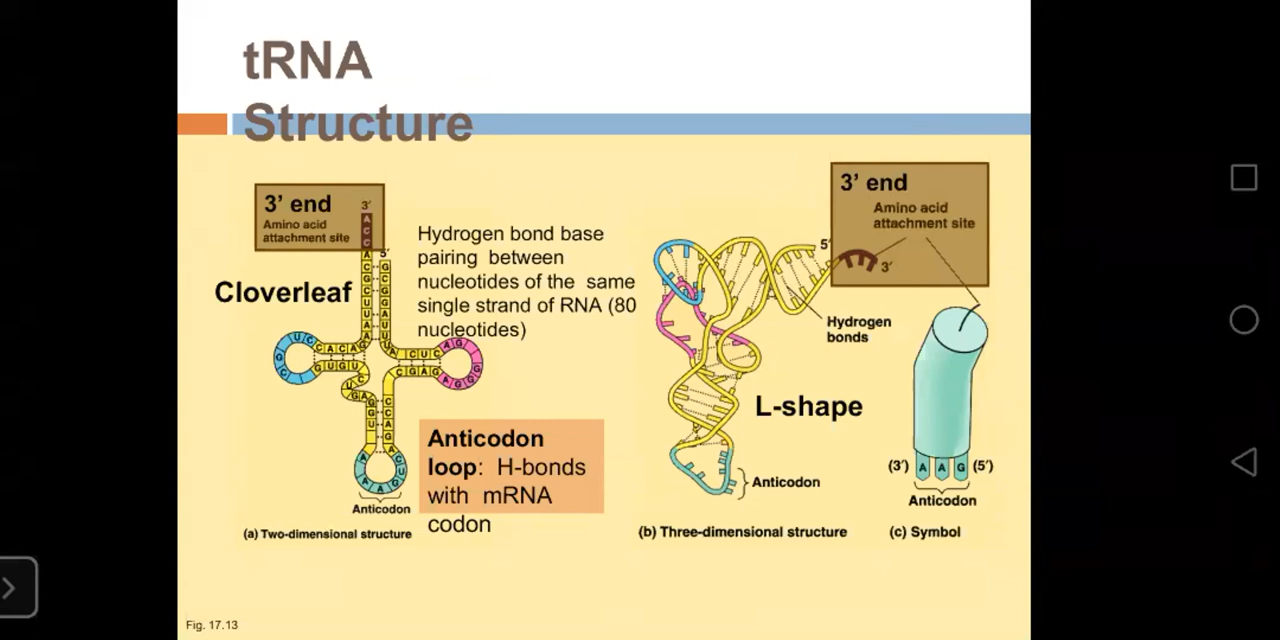 tRNA
Structure
3’ end
Amino acid
attachment site
3’
A
C
C
5’
Cloverleaf
Hydrogen bond base
pairing between
nucleotides of the same
single strand of RNA (80
nucleotides)
Anticodon
loop: H-bonds
with mRNA
codon
Anticodon
(a) Two-dimensional structure
3’ end
Amino acid
attachment site
5’
3’
Hydrogen
bonds
L-shape
Anticodon
(b) Three-dimensional structure
(3’) A A G (5’)
Anticodon
(c) Symbol
Fig. 17.13